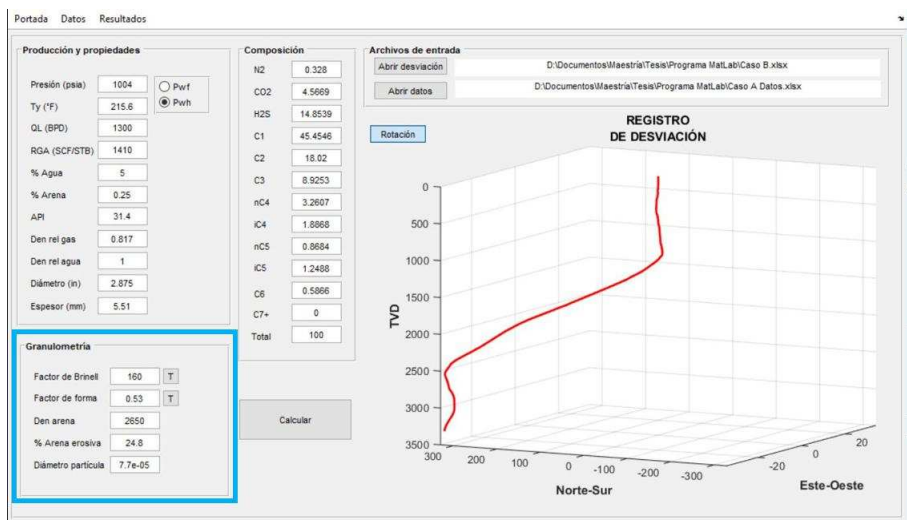 Portada Datos Resultados
Producción y propiedades
Presión (psia) 1004
Pwf
Pwh
Ty (°F) 215.6
QL (BPD) 1300
RGA (SCF/STB) 1410
% Agua 5
% Arena 0.25
API 31.4
Den rel gas 0.817
Den rel agua 1
Diámetro (in) 2.875
Espesor (mm) 5.51
Granulometría
Factor de Brinell 160 T
Factor de forma 0.53 T
Den arena 2650
% Arena erosiva 24.8
Diámetro partícula 7.7e-05
Composición
N2 0.328
CO2 4.5669
H2S 14.8539
C1 45.4546
C2 18.02
C3 8.9253
nC4 3.2607
iC4 1.8868
nC5 0.8684
iC5 1.2488
C6 0.5866
C7+ 0
Total 100
Calcular
Archivos de entrada
Abrir desviación D:\Documentos\Maestría\Tesis\Programa MatLab\Caso B.xlsx
Abrir datos D:\Documentos\Maestría\Tesis\Programa MatLab\Caso A Datos.xlsx
Rotación
REGISTRO
DE DESVIACIÓN
0
500
1000
1500
2000
2500
3000
3500
TVD
300 200 100 0 -100 -200 -300
Norte-Sur
-20 0 20
Este-Oeste